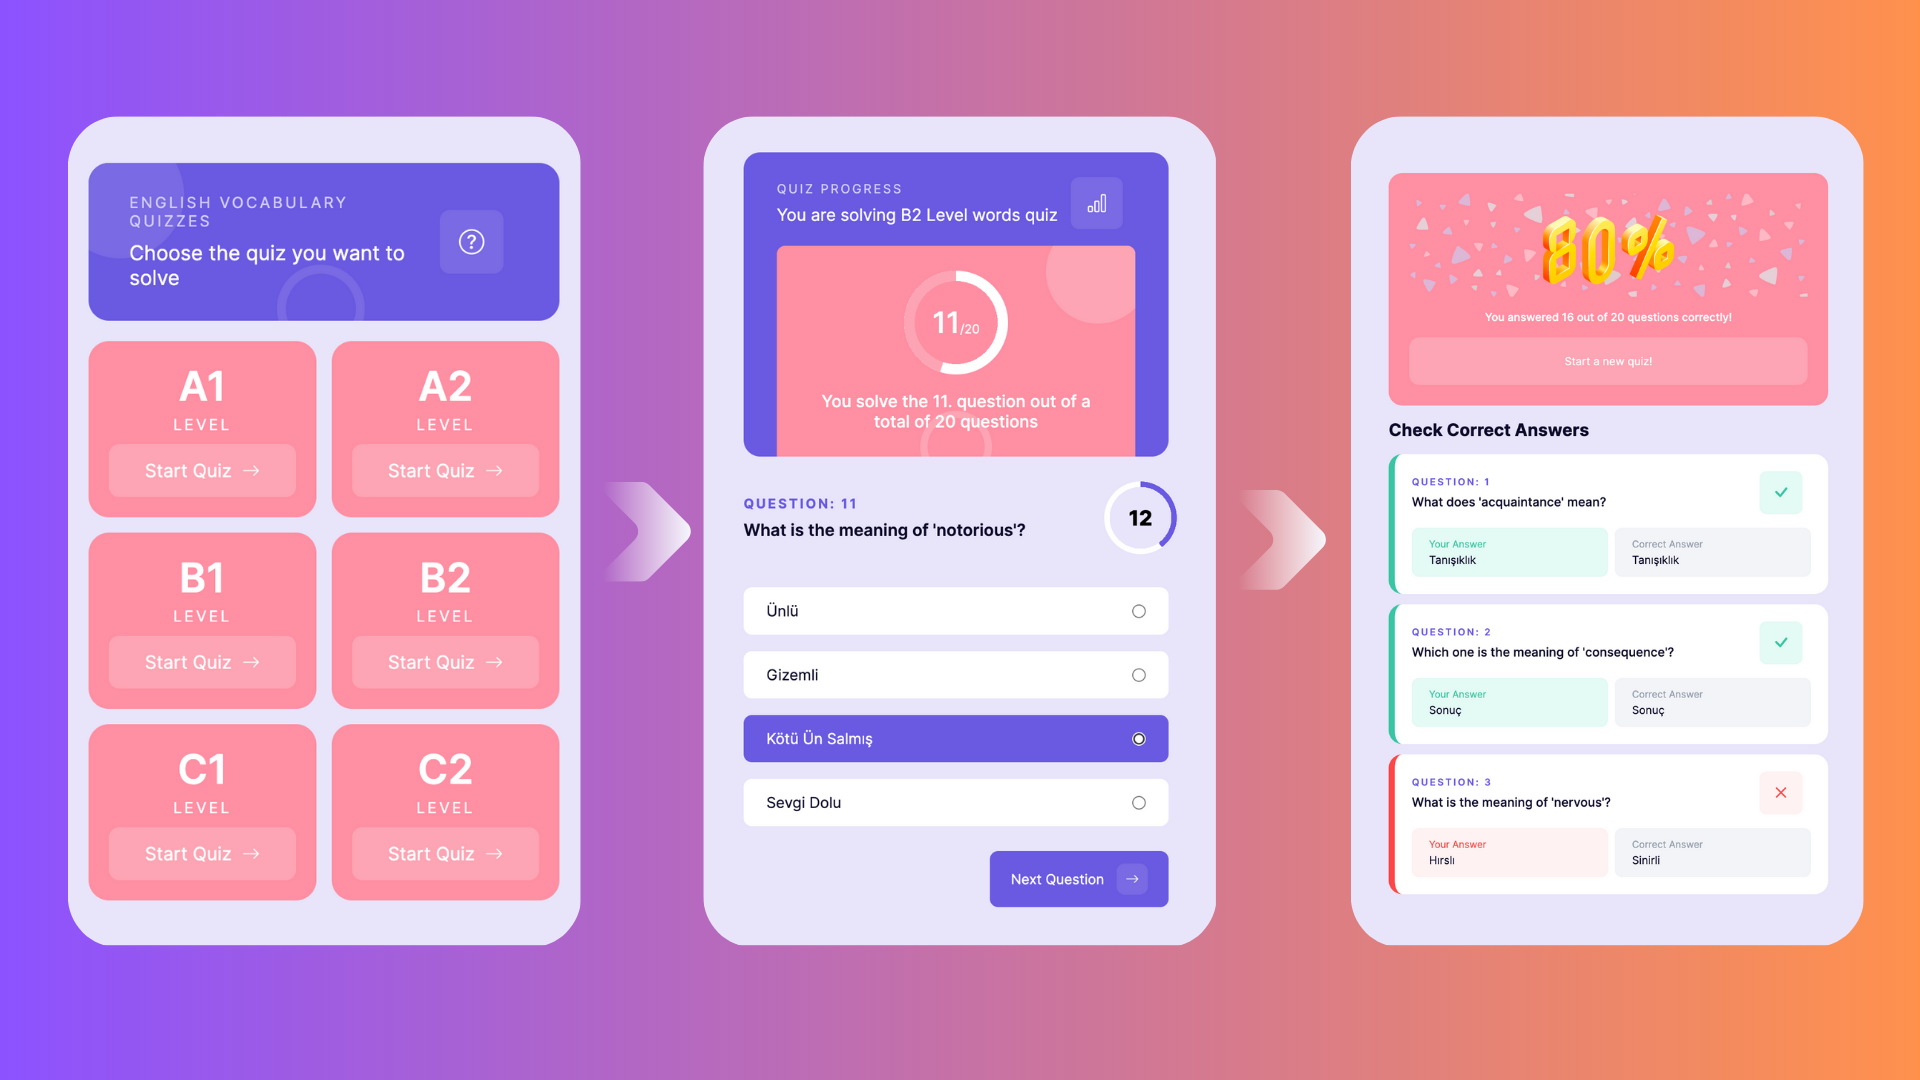 ENGLISH VOCABULARY
QUIZZES
Choose the quiz you want to
solve
A1
LEVEL
Start Quiz
A2
LEVEL
Start Quiz
B1
LEVEL
Start Quiz
B2
LEVEL
Start Quiz
C1
LEVEL
Start Quiz
C2
LEVEL
Start Quiz
QUIZ PROGRESS
You are solving B2 Level words quiz
11/20
You solve the 11. question out of a
total of 20 questions
QUESTION: 11
What is the meaning of 'notorious'?
12
Ünlü
Gizemli
Kötü Ün Salmış
Sevgi Dolu
Next Question
80%
You answered 16 out of 20 questions correctly!
Start a new quiz!
Check Correct Answers
QUESTION: 1
What does 'acquaintance' mean?
Your Answer
Tanışıklık
Correct Answer
Tanışıklık
QUESTION: 2
Which one is the meaning of 'consequence'?
Your Answer
Sonuç
Correct Answer
Sonuç
QUESTION: 3
What is the meaning of 'nervous'?
Your Answer
Hırslı
Correct Answer
Sinirli